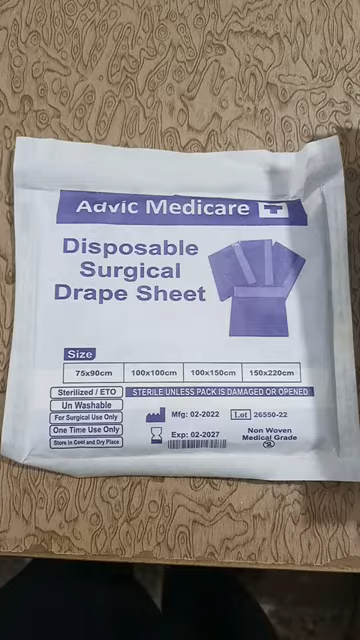 Advic Medicare
Disposable
Surgical
Drape Sheet
Size
75x90cm 100x100cm 100x150cm 150x220cm
Sterilized / ETO
STERILE UNLESS PACK IS DAMAGED OR OPENED
Un Washable
For Surgical Use Only
One Time Use Only
Store in Cool and Dry Place
Mfg: 02-2022
Lot 26550-22
Exp: 02-2027
Non Woven
Medical Grade